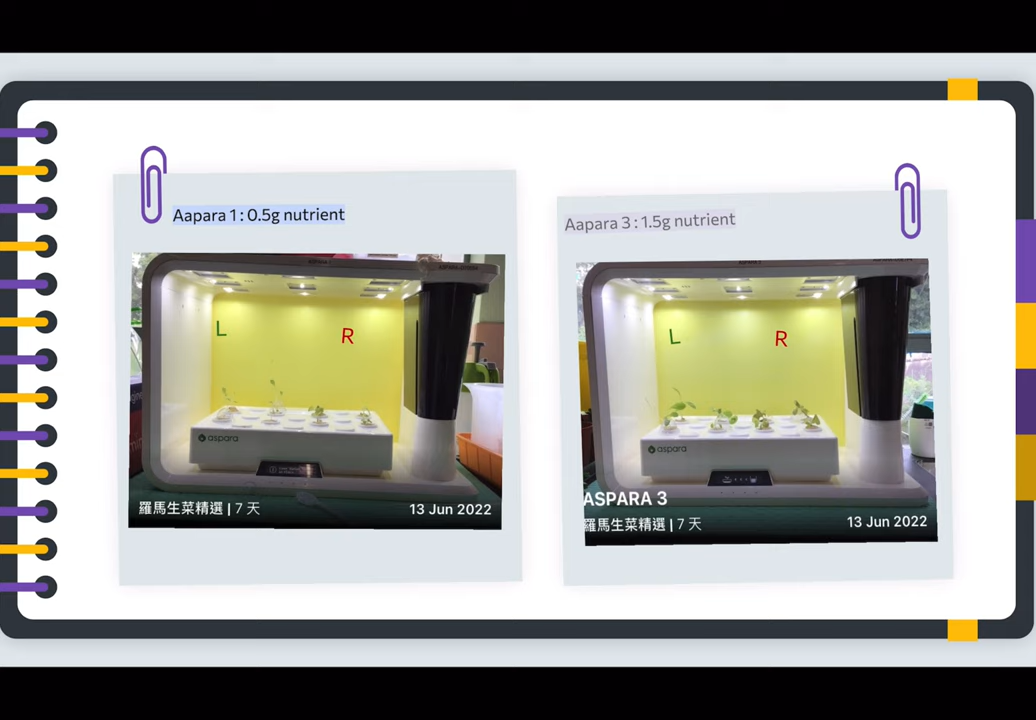 Aapara 1 : 0.5g nutrient
L
R
aspara
羅馬生菜精選 | 7 天
13 Jun 2022
Aapara 3 : 1.5g nutrient
L
R
aspara
ASPARA 3
羅馬生菜精選 | 7 天
13 Jun 2022